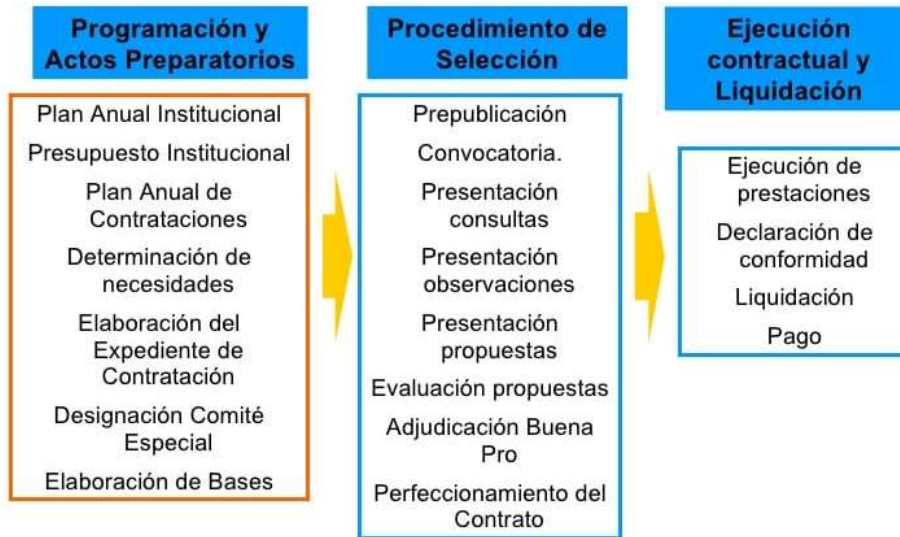 Programación y
Actos Preparatorios
Plan Anual Institucional
Presupuesto Institucional
Plan Anual de
Contrataciones
Determinación de
necesidades
Elaboración del
Expediente de
Contratación
Designación Comité
Especial
Elaboración de Bases
Procedimiento de
Selección
Prepublicación
Convocatoria.
Presentación
consultas
Presentación
observaciones
Presentación
propuestas
Evaluación propuestas
Adjudicación Buena
Pro
Perfeccionamiento del
Contrato
Ejecución
contractual y
Liquidación
Ejecución de
prestaciones
Declaración de
conformidad
Liquidación
Pago